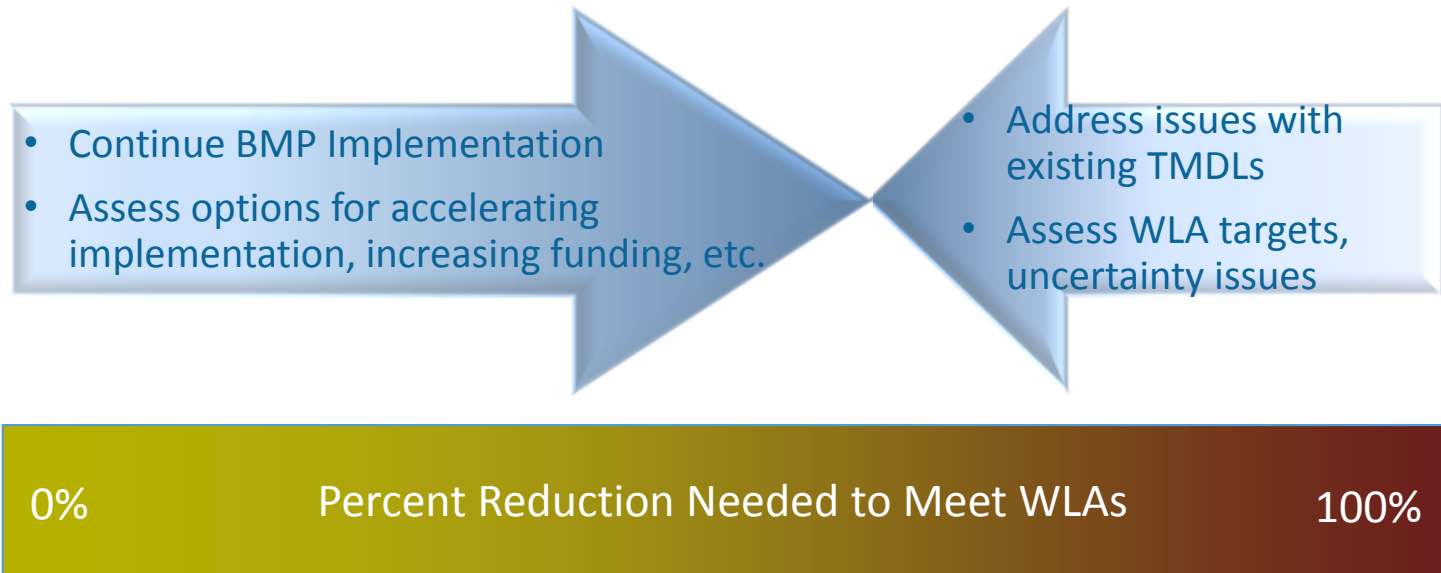 • Continue BMP Implementation
• Assess options for accelerating
implementation, increasing funding, etc.
• Address issues with
existing TMDLs
• Assess WLA targets,
uncertainty issues
0% Percent Reduction Needed to Meet WLAs 100%